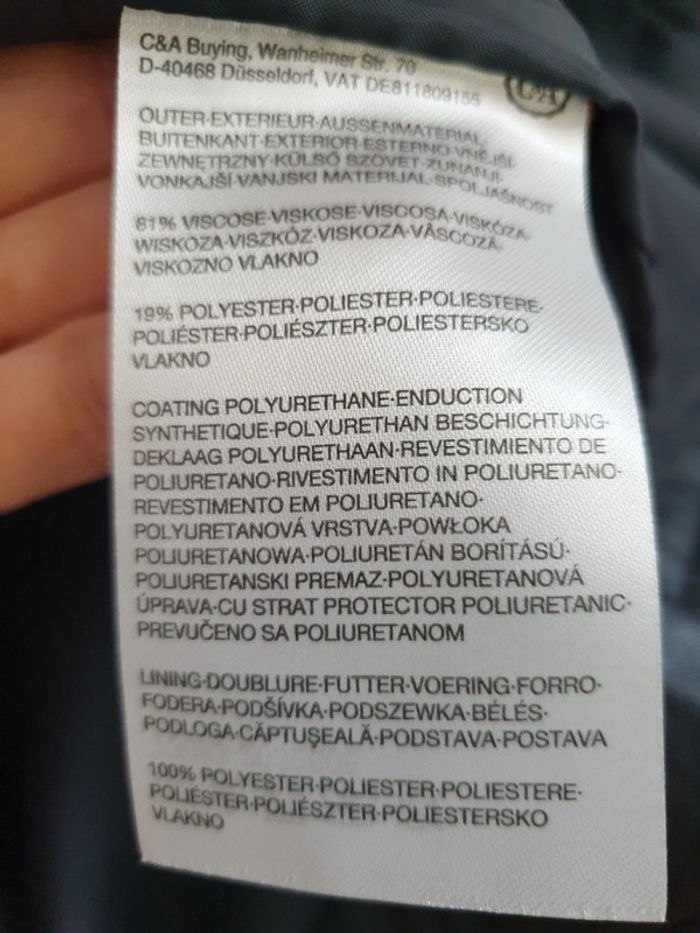 C&A Buying, Wanheimer Str. 70
D-40468 Düsseldorf, VAT DE811809155
C&A
OUTER·EXTERIEUR·AUSSENMATERIAL
BUITENKANT·EXTERIOR·ESTERNO·VNĚJŠÍ·
ZEWNĘTRZNY·KÜLSŐ SZÖVET·ZUNANJI·
VONKAJŠÍ·VANJSKI MATERIJAL·SPOLJAŠNOST
81% VISCOSE·VISKOSE·VISCOSA·VISKÓZA·
WISKOZA·VISZKÓZ·VISKOZA·VÂSCOZĂ·
VISKOZNO VLAKNO
19% POLYESTER·POLIESTER·POLIESTERE·
POLIÉSTER·POLIÉSZTER·POLIESTERSKO
VLAKNO
COATING POLYURETHANE·ENDUCTION
SYNTHETIQUE·POLYURETHAN BESCHICHTUNG·
DEKLAAG POLYURETHAAN·REVESTIMIENTO DE
POLIURETANO·RIVESTIMENTO IN POLIURETANO·
REVESTIMENTO EM POLIURETANO·
POLYURETANOVÁ VRSTVA·POWŁOKA
POLIURETANOWA·POLIURETÁN BORÍTÁSÚ·
POLIURETANSKI PREMAZ·POLYURETANOVÁ
ÚPRAVA·CU STRAT PROTECTOR POLIURETANIC·
PREVUČENO SA POLIURETANOM
LINING·DOUBLURE·FUTTER·VOERING·FORRO·
FODERA·PODŠÍVKA·PODSZEWKA·BÉLÉS·
PODLOGA·CĂPTUŞEALĂ·PODSTAVA·POSTAVA
100% POLYESTER·POLIESTER·POLIESTERE·
POLIÉSTER·POLIÉSZTER·POLIESTERSKO
VLAKNO